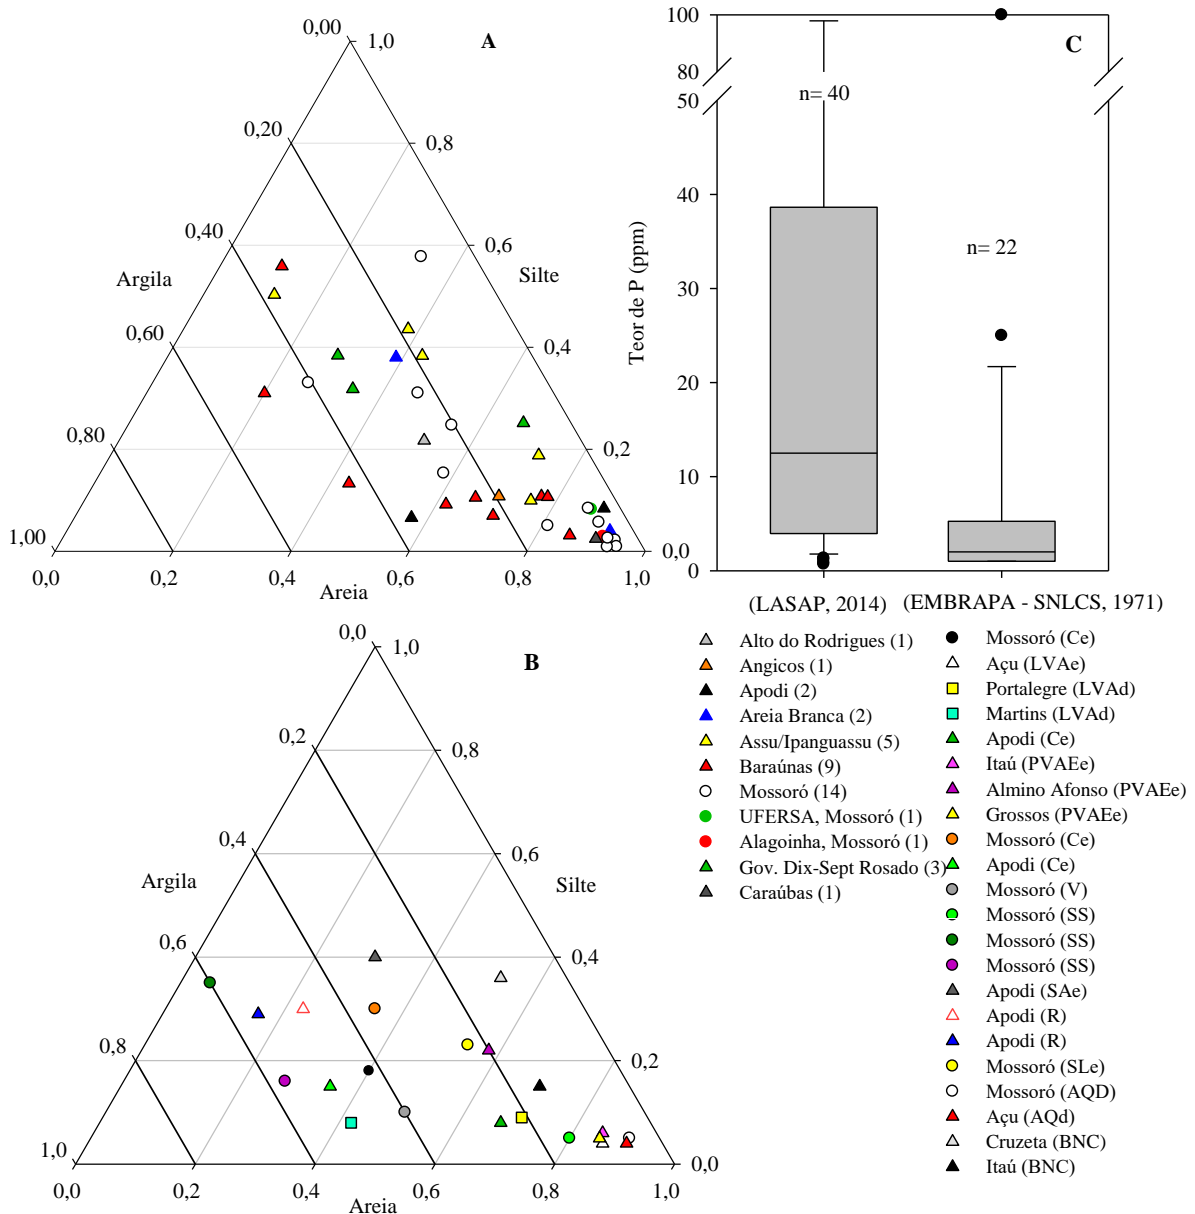 A
0,00
1,0
0,20
0,8
0,40
0,6
Argila
Silte
0,60
0,4
0,80
0,2
1,00
0,0
0,0
0,2
0,4
0,6
0,8
1,0
Areia
C
100
80
50
40
30
20
10
0
Teor de P (ppm)
n= 40
n= 22
(LASAP, 2014)
(EMBRAPA - SNLCS, 1971)
B
0,0
1,0
0,2
0,8
0,4
0,6
Argila
Silte
0,6
0,4
0,8
0,2
1,0
0,0
0,0
0,2
0,4
0,6
0,8
1,0
Areia
Alto do Rodrigues (1)
Angicos (1)
Apodi (2)
Areia Branca (2)
Assu/Ipanguassu (5)
Baraúnas (9)
Mossoró (14)
UFERSA, Mossoró (1)
Alagoinha, Mossoró (1)
Gov. Dix-Sept Rosado (3)
Caraúbas (1)
Mossoró (Ce)
Açu (LVAe)
Portalegre (LVAd)
Martins (LVAd)
Apodi (Ce)
Itaú (PVAEe)
Almino Afonso (PVAEe)
Grossos (PVAEe)
Mossoró (Ce)
Apodi (Ce)
Mossoró (V)
Mossoró (SS)
Mossoró (SS)
Mossoró (SS)
Apodi (SAe)
Apodi (R)
Apodi (R)
Mossoró (SLe)
Mossoró (AQD)
Açu (AQd)
Cruzeta (BNC)
Itaú (BNC)